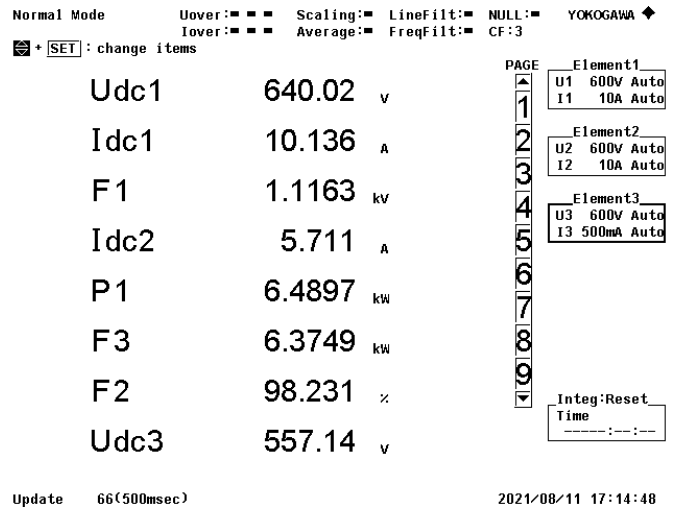 Normal Mode Uover:= = = Scaling:= LineFilt:= NULL:= YOKOGAWA ◆
Iover:= = = Average:= FreqFilt:= CF:3
+ SET : change items
PAGE
Udc1 640.02 V
Idc1 10.136 A
F1 1.1163 kV
Idc2 5.711 A
P1 6.4897 kW
F3 6.3749 kW
F2 98.231 %
Udc3 557.14 V
1
2
3
4
5
6
7
8
9
Element1
U1 600V Auto
I1 10A Auto
Element2
U2 600V Auto
I2 10A Auto
Element3
U3 600V Auto
I3 500mA Auto
Integ:Reset
Time
-----:--:--
Update 66(500msec) 2021/08/11 17:14:48